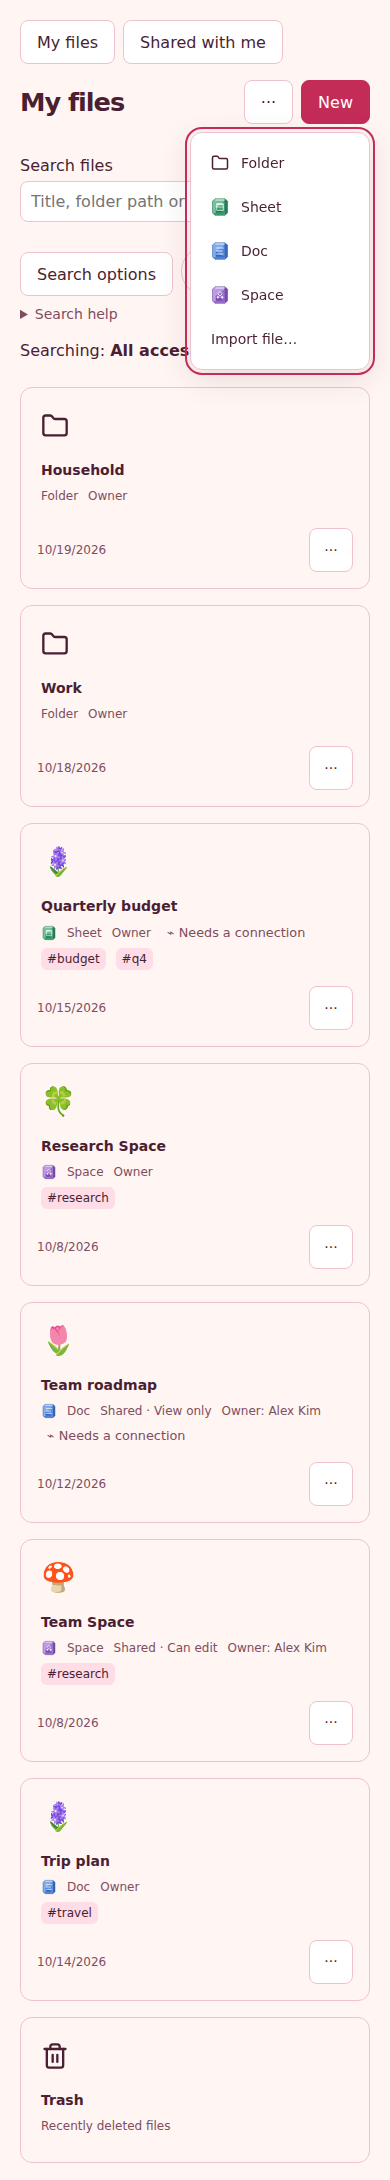 My files
Shared with me
My files
...
New
Folder
Sheet
Doc
Space
Import file...
Search files
Title, folder path or
Search options
▶ Search help
Searching: All acces
Household
Folder Owner
10/19/2026
...
Work
Folder Owner
10/18/2026
...
Quarterly budget
Sheet Owner ⌁ Needs a connection
#budget #q4
10/15/2026
...
Research Space
Space Owner
#research
10/8/2026
...
Team roadmap
Doc Shared · View only Owner: Alex Kim
⌁ Needs a connection
10/12/2026
...
Team Space
Space Shared · Can edit Owner: Alex Kim
#research
10/8/2026
...
Trip plan
Doc Owner
#travel
10/14/2026
...
Trash
Recently deleted files